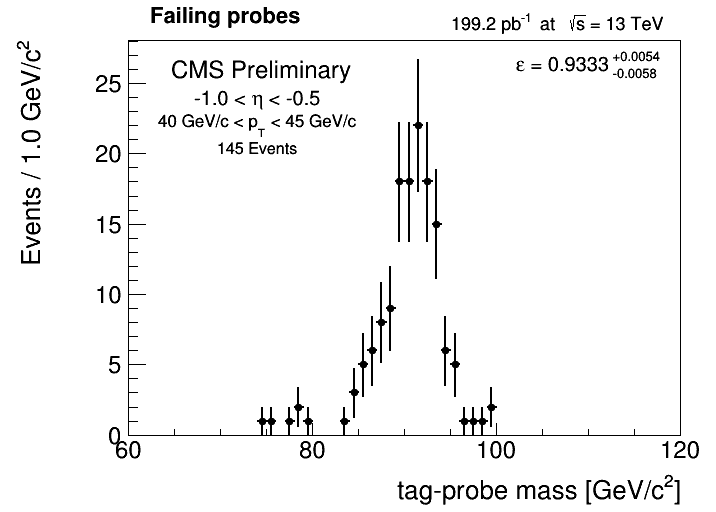 Failing probes
199.2 pb⁻¹ at √s = 13 TeV
CMS Preliminary
ε = 0.9333 +0.0054 -0.0058
-1.0 < η < -0.5
40 GeV/c < p_T < 45 GeV/c
145 Events
Events / 1.0 GeV/c²
25
20
15
10
5
0
60 80 100 120
tag-probe mass [GeV/c²]